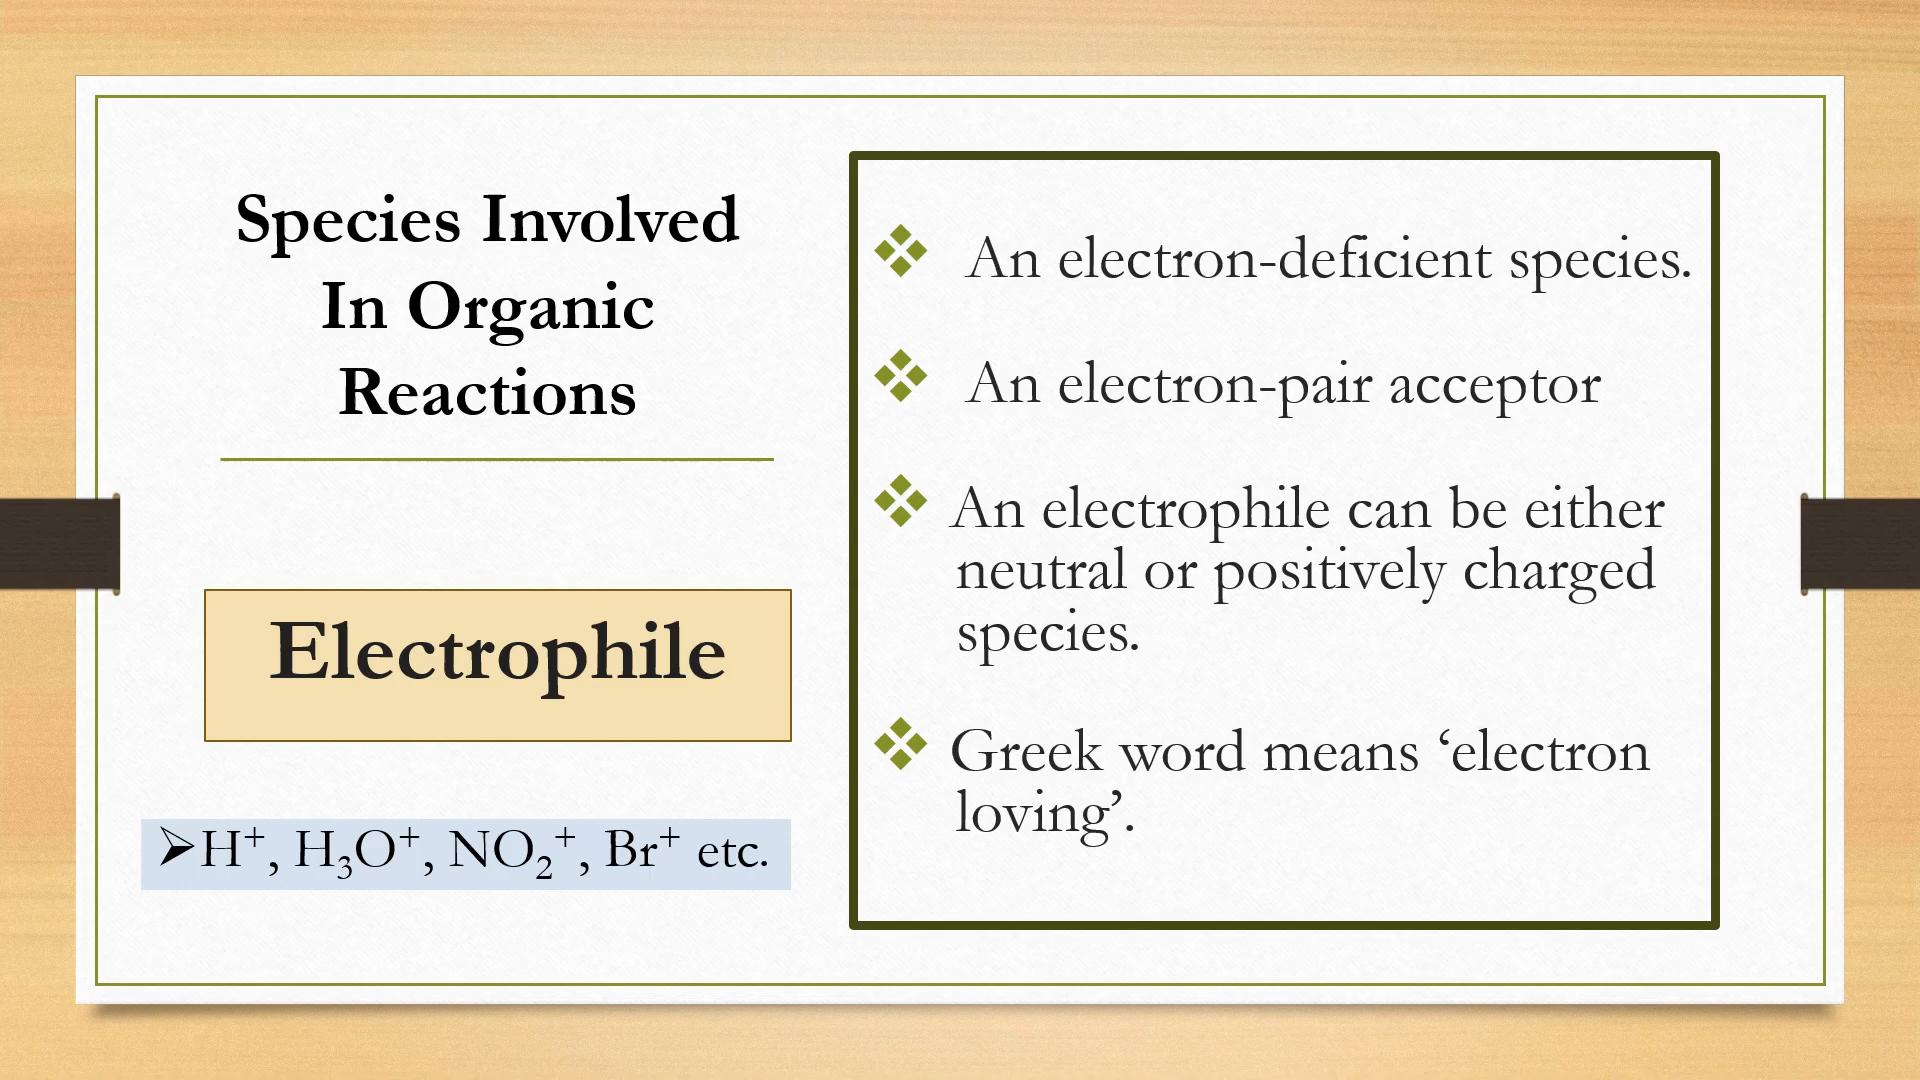 Species Involved
In Organic
Reactions
Electrophile
➢H⁺, H₃O⁺, NO₂⁺, Br⁺ etc.
❖ An electron-deficient species.
❖ An electron-pair acceptor
❖ An electrophile can be either
neutral or positively charged
species.
❖ Greek word means ‘electron
loving’.